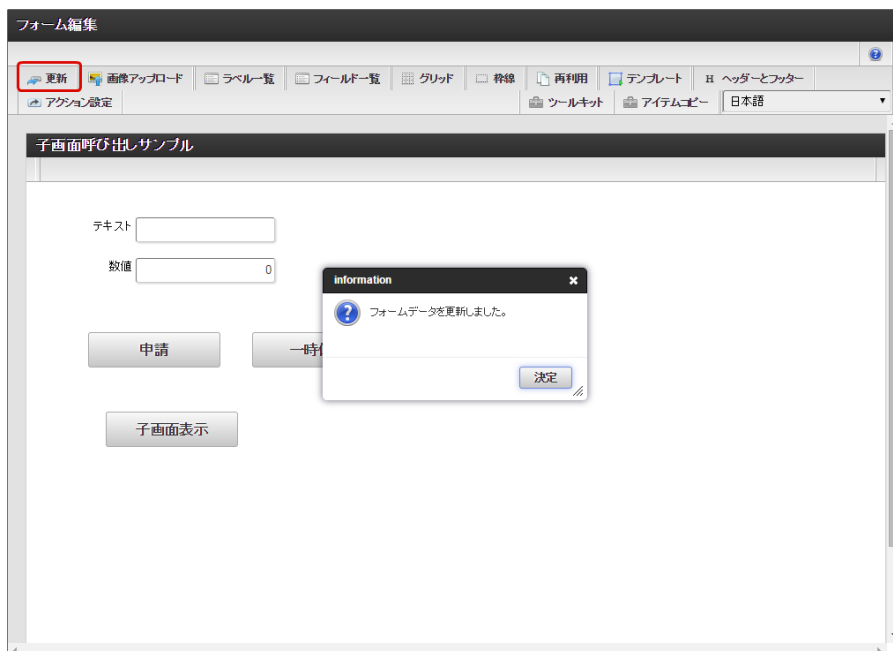 フォーム編集
更新 画像アップロード ラベル一覧 フィールド一覧 グリッド 枠線 再利用 テンプレート H ヘッダーとフッター
アクション設定 ツールキット アイテムコピー 日本語
子画面呼び出しサンプル
テキスト
数値 0
information
フォームデータを更新しました。
申請 一時
決定
子画面表示